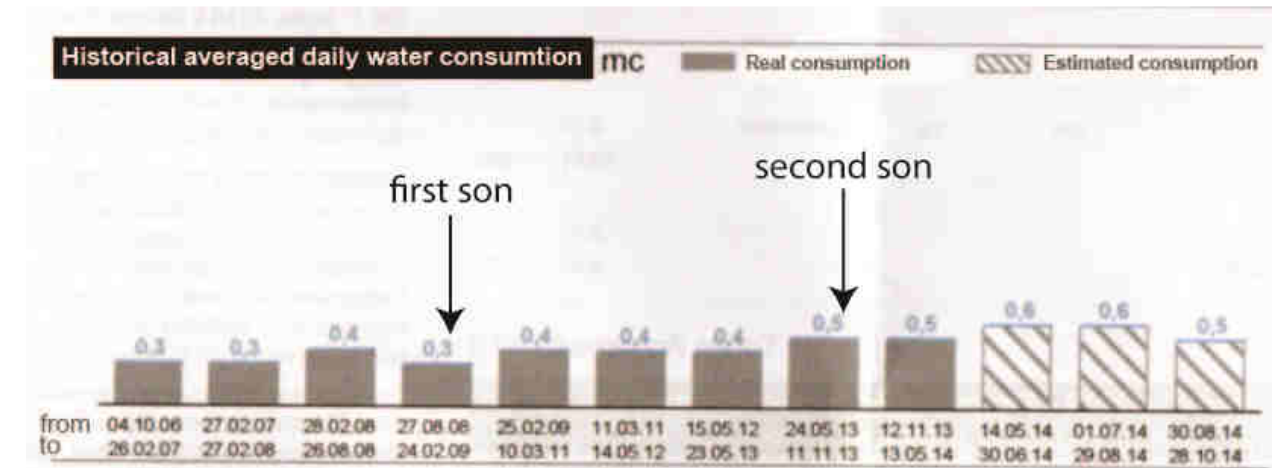 Historical averaged daily water consumtion mc Real consumption Estimated consumption
second son
first son
0,3 0,3 0,4 0,3 0,4 0,4 0,4 0,5 0,5 0,6 0,6 0,5
from 04.10.06 27.02.07 28.02.08 27.08.08 25.02.09 11.03.11 15.05.12 24.05.13 12.11.13 14.05.14 01.07.14 30.08.14
to 26.02.07 27.02.08 26.08.08 24.02.09 10.03.11 14.05.12 23.05.13 11.11.13 13.05.14 30.06.14 29.08.14 28.10.14